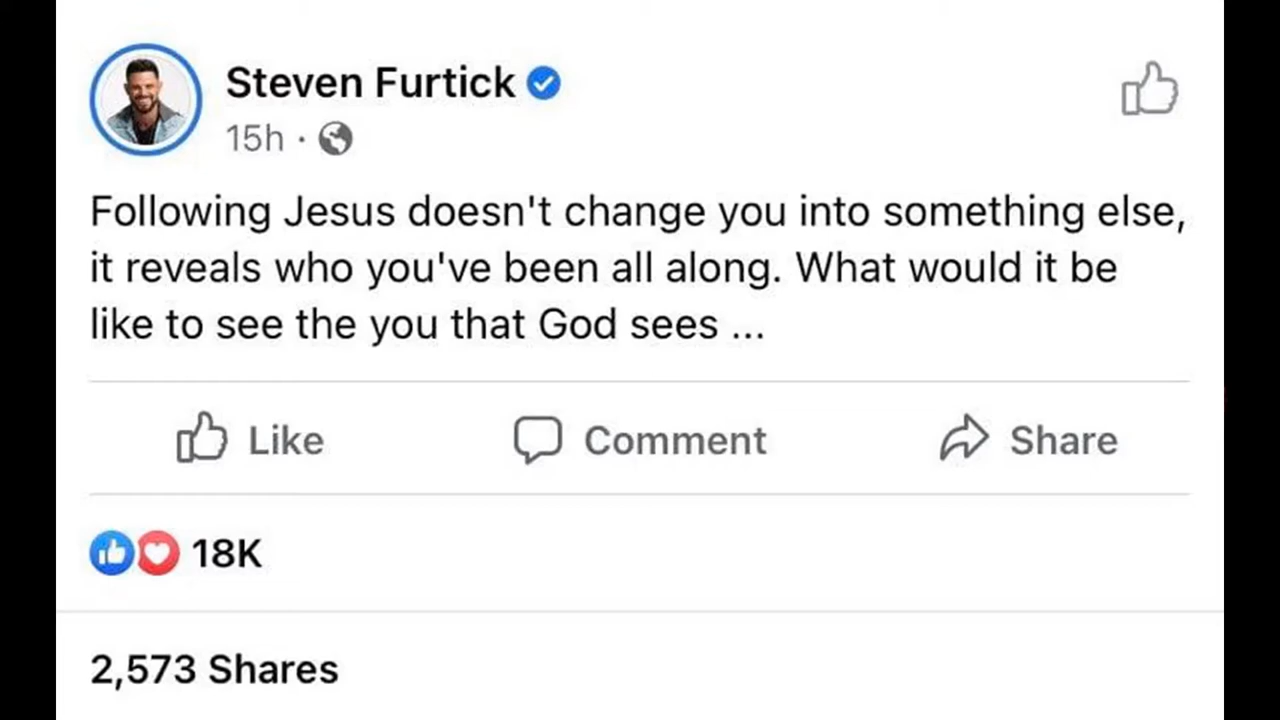 Steven Furtick
15h ·
Following Jesus doesn't change you into something else,
it reveals who you've been all along. What would it be
like to see the you that God sees ...
Like Comment Share
18K
2,573 Shares